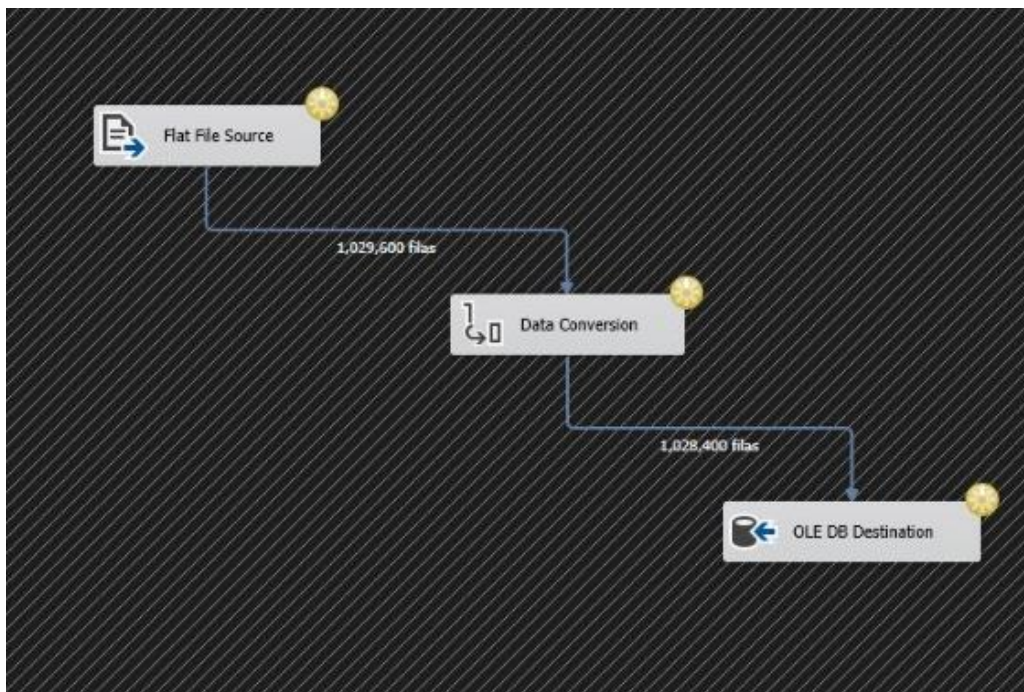 Flat File Source
1,029,600 filas
Data Conversion
1,028,400 filas
OLE DB Destination